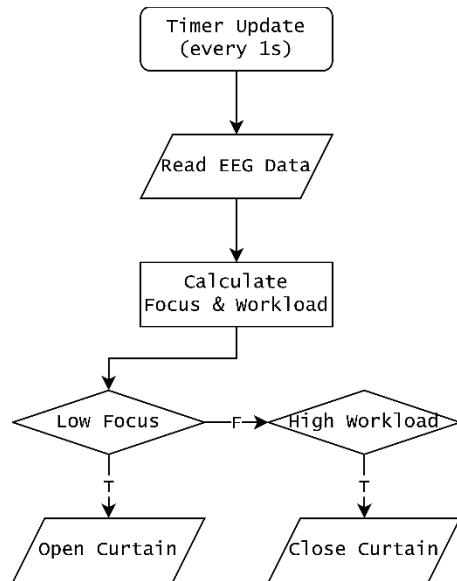 Timer Update
(every 1s)
Read EEG Data
Calculate
Focus & Workload
Low Focus
F
High Workload
T
T
Open Curtain
Close Curtain